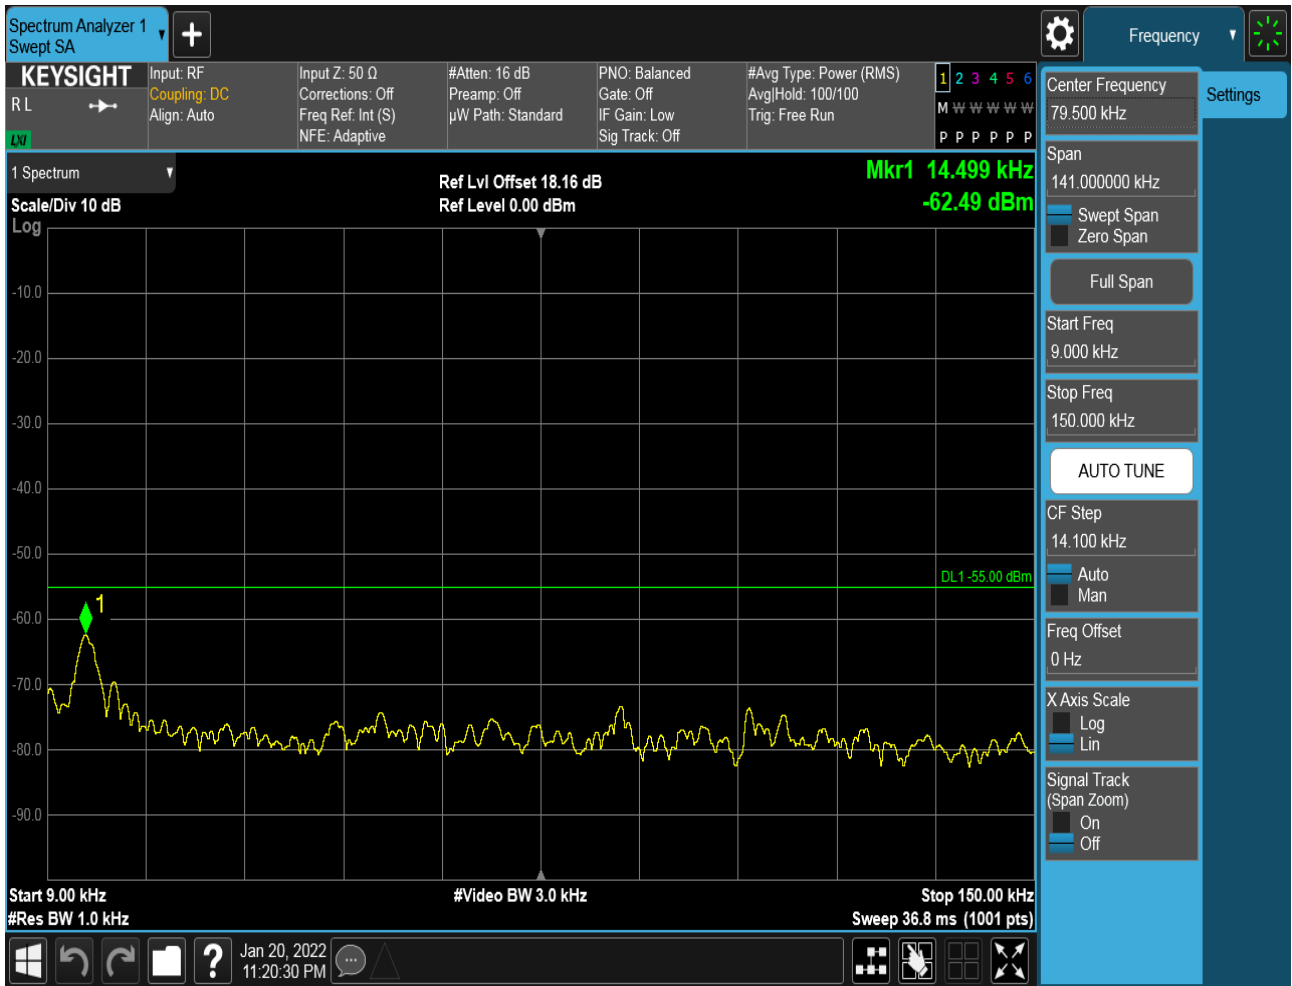 Spectrum Analyzer 1
Swept SA
Frequency
KEYSIGHT
R L
LXI
Input: RF
Coupling: DC
Align: Auto
Input Z: 50 Ω
Corrections: Off
Freq Ref: Int (S)
NFE: Adaptive
#Atten: 16 dB
Preamp: Off
µW Path: Standard
PNO: Balanced
Gate: Off
IF Gain: Low
Sig Track: Off
#Avg Type: Power (RMS)
Avg|Hold: 100/100
Trig: Free Run
1 2 3 4 5 6
M W W W W W
P P P P P P
1 Spectrum
Scale/Div 10 dB
Log
Ref Lvl Offset 18.16 dB
Ref Level 0.00 dBm
Mkr1 14.499 kHz
-62.49 dBm
-10.0
-20.0
-30.0
-40.0
-50.0
DL1 -55.00 dBm
1
-60.0
-70.0
-80.0
-90.0
Start 9.00 kHz
#Video BW 3.0 kHz
Stop 150.00 kHz
#Res BW 1.0 kHz
Sweep 36.8 ms (1001 pts)
Center Frequency
79.500 kHz
Settings
Span
141.000000 kHz
Swept Span
Zero Span
Full Span
Start Freq
9.000 kHz
Stop Freq
150.000 kHz
AUTO TUNE
CF Step
14.100 kHz
Auto
Man
Freq Offset
0 Hz
X Axis Scale
Log
Lin
Signal Track
(Span Zoom)
On
Off
?
Jan 20, 2022
11:20:30 PM